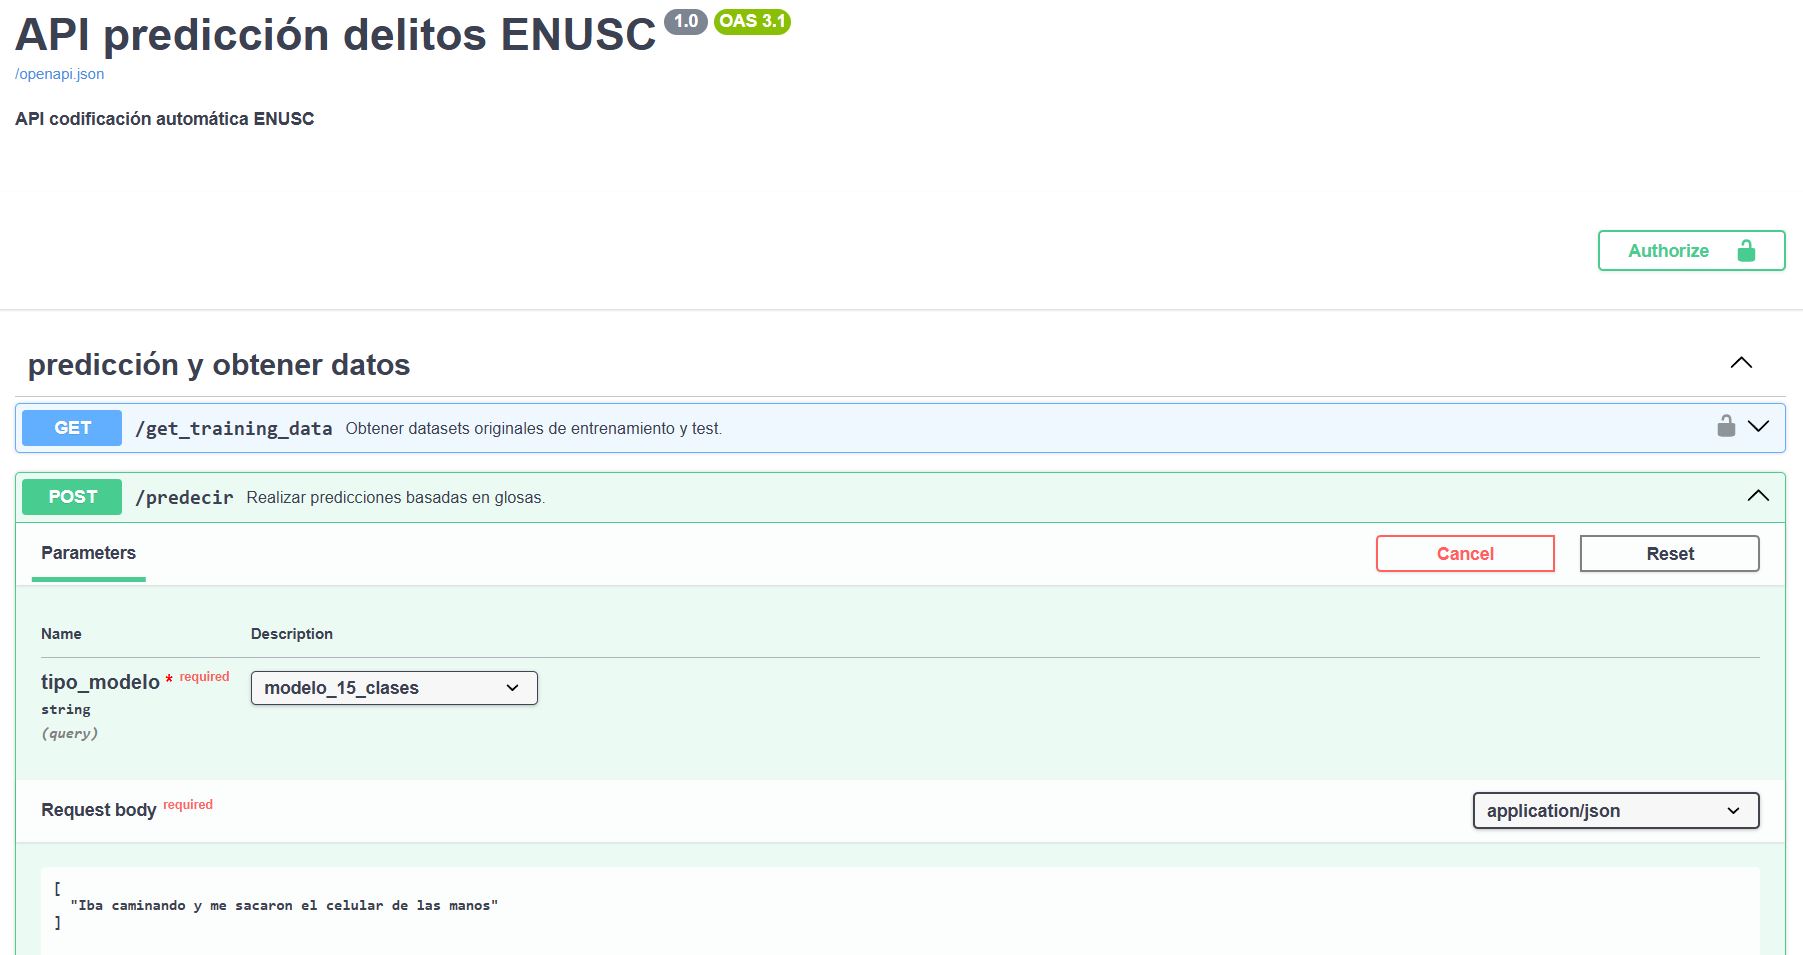 API predicción delitos ENUSC 1.0 OAS 3.1
/openapi.json
API codificación automática ENUSC
Authorize
predicción y obtener datos
GET /get_training_data Obtener datasets originales de entrenamiento y test.
POST /predecir Realizar predicciones basadas en glosas.
Parameters Cancel Reset
Name Description
tipo_modelo * required modelo_15_clases
string
(query)
Request body required application/json
[
"Iba caminando y me sacaron el celular de las manos"
]